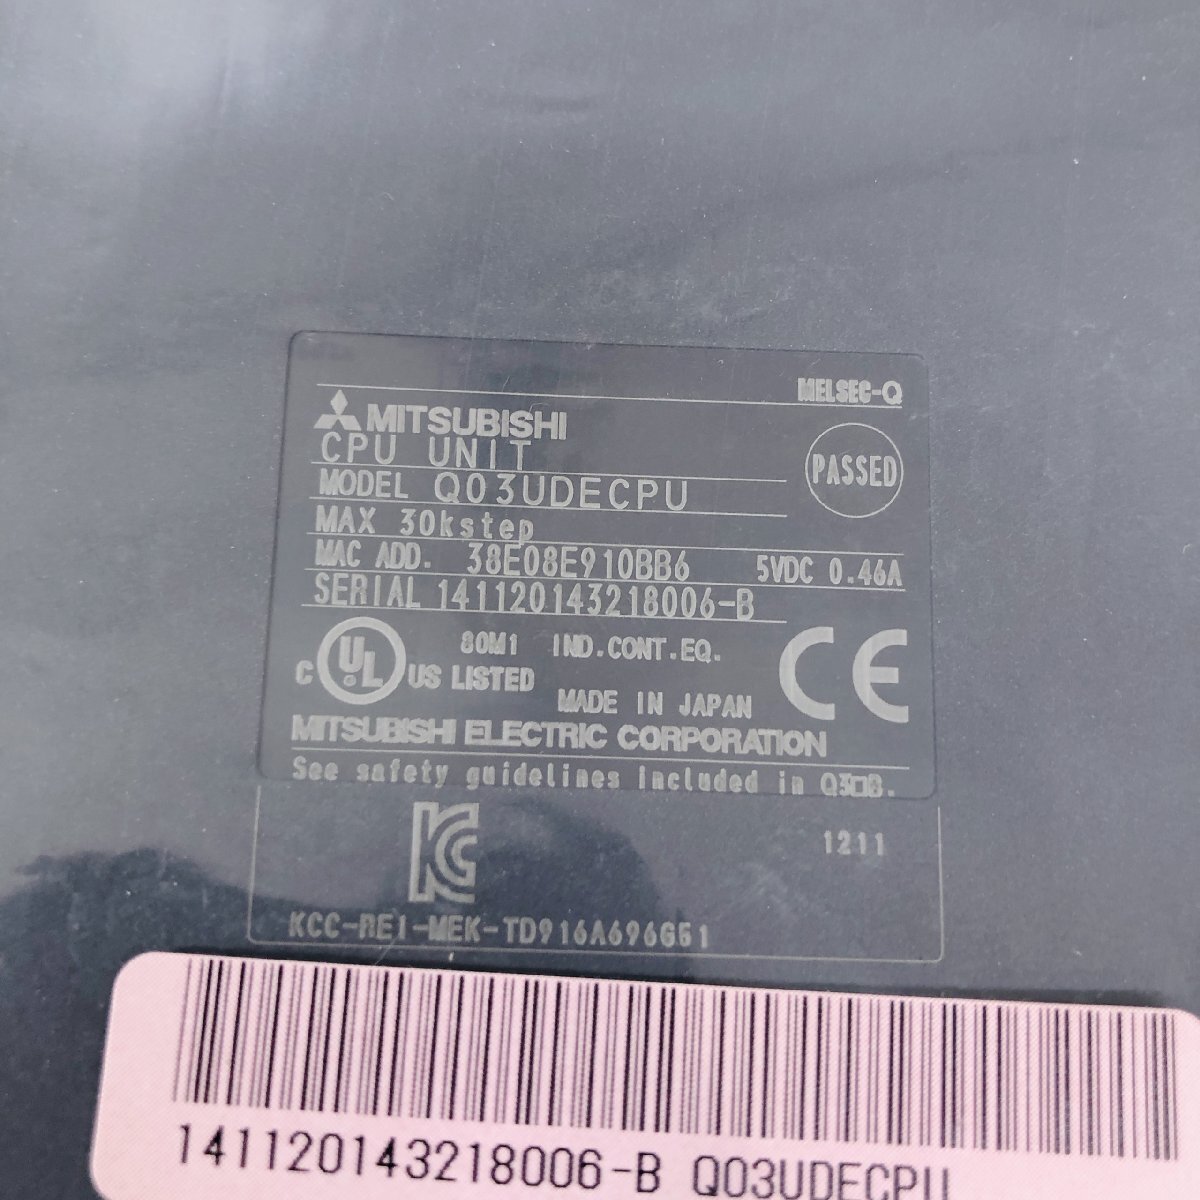 MELSEC-Q
MITSUBISHI
CPU UNIT
PASSED
MODEL Q03UDECPU
MAX 30kstep
MAC ADD. 38E08E910BB6 5VDC 0.46A
SERIAL 141120143218006-B
80M1 IND.CONT.EQ.
C UL US LISTED
CE
MADE IN JAPAN
MITSUBISHI ELECTRIC CORPORATION
See safety guidelines included in Q3□B.
KC
1211
KCC-REI-MEK-TD916A696G51
141120143218006-B Q03UDECPU